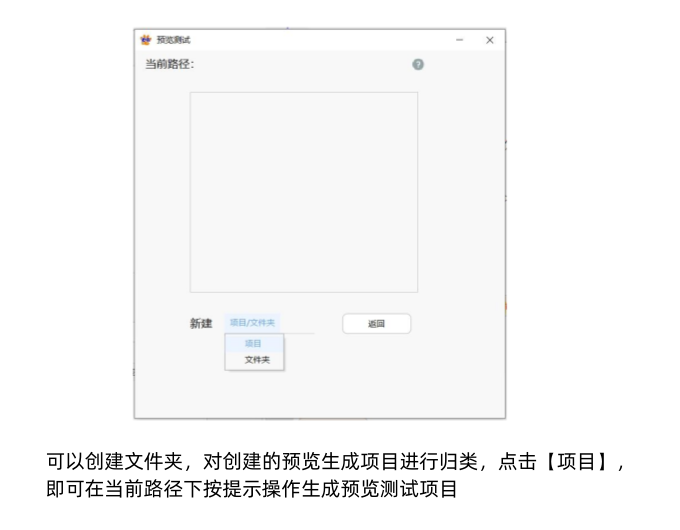 预览测试
当前路径：
?
新建 项目/文件夹 返回
项目
文件夹
可以创建文件夹，对创建的预览生成项目进行归类，点击【项目】，
即可在当前路径下按提示操作生成预览测试项目